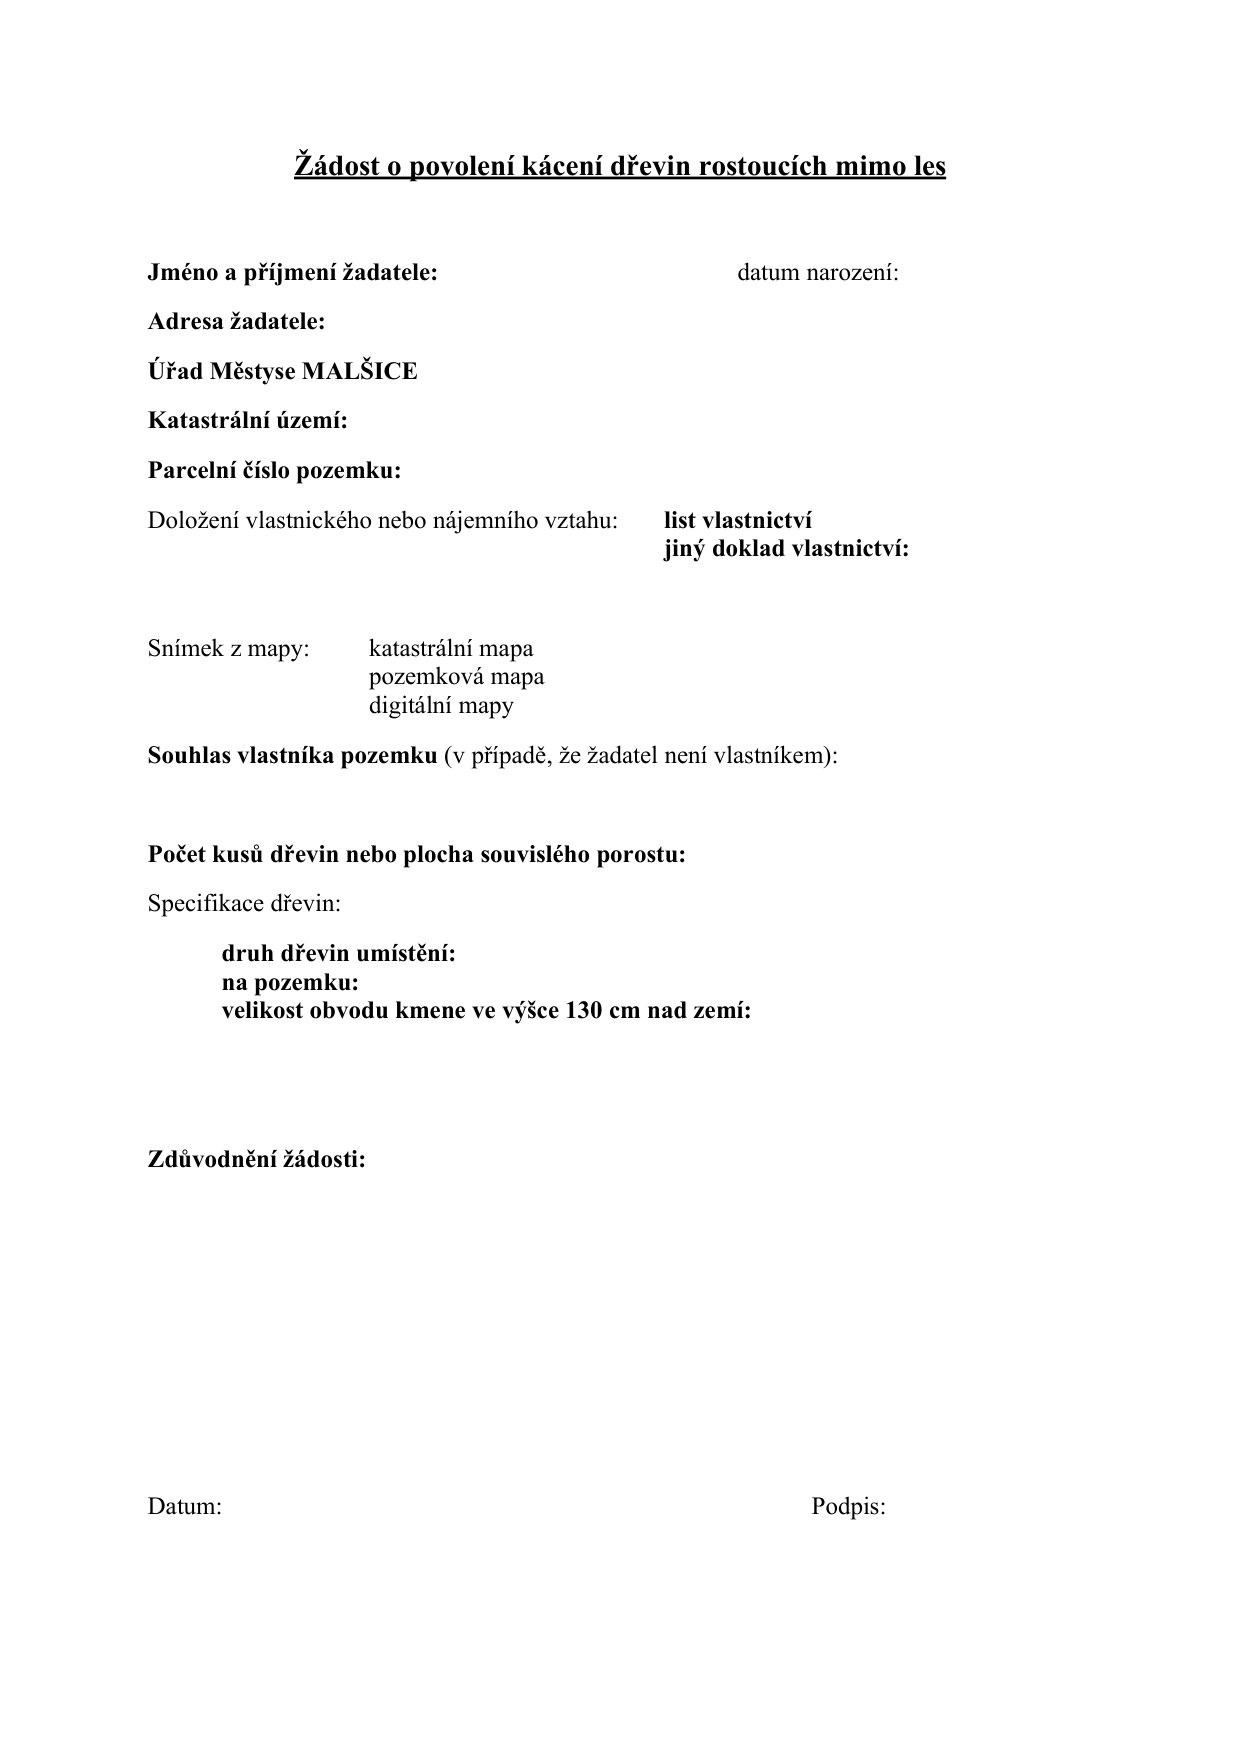 Žádost o povolení kácení dřevin rostoucích mimo les
Jméno a příjmení žadatele: datum narození:
Adresa žadatele:
Úřad Městyse MALŠICE
Katastrální území:
Parcelní číslo pozemku:
Doložení vlastnického nebo nájemního vztahu: list vlastnictví
jiný doklad vlastnictví:
Snímek z mapy: katastrální mapa
pozemková mapa
digitální mapy
Souhlas vlastníka pozemku (v případě, že žadatel není vlastníkem):
Počet kusů dřevin nebo plocha souvislého porostu:
Specifikace dřevin:
druh dřevin umístění:
na pozemku:
velikost obvodu kmene ve výšce 130 cm nad zemí:
Zdůvodnění žádosti:
Datum: Podpis: